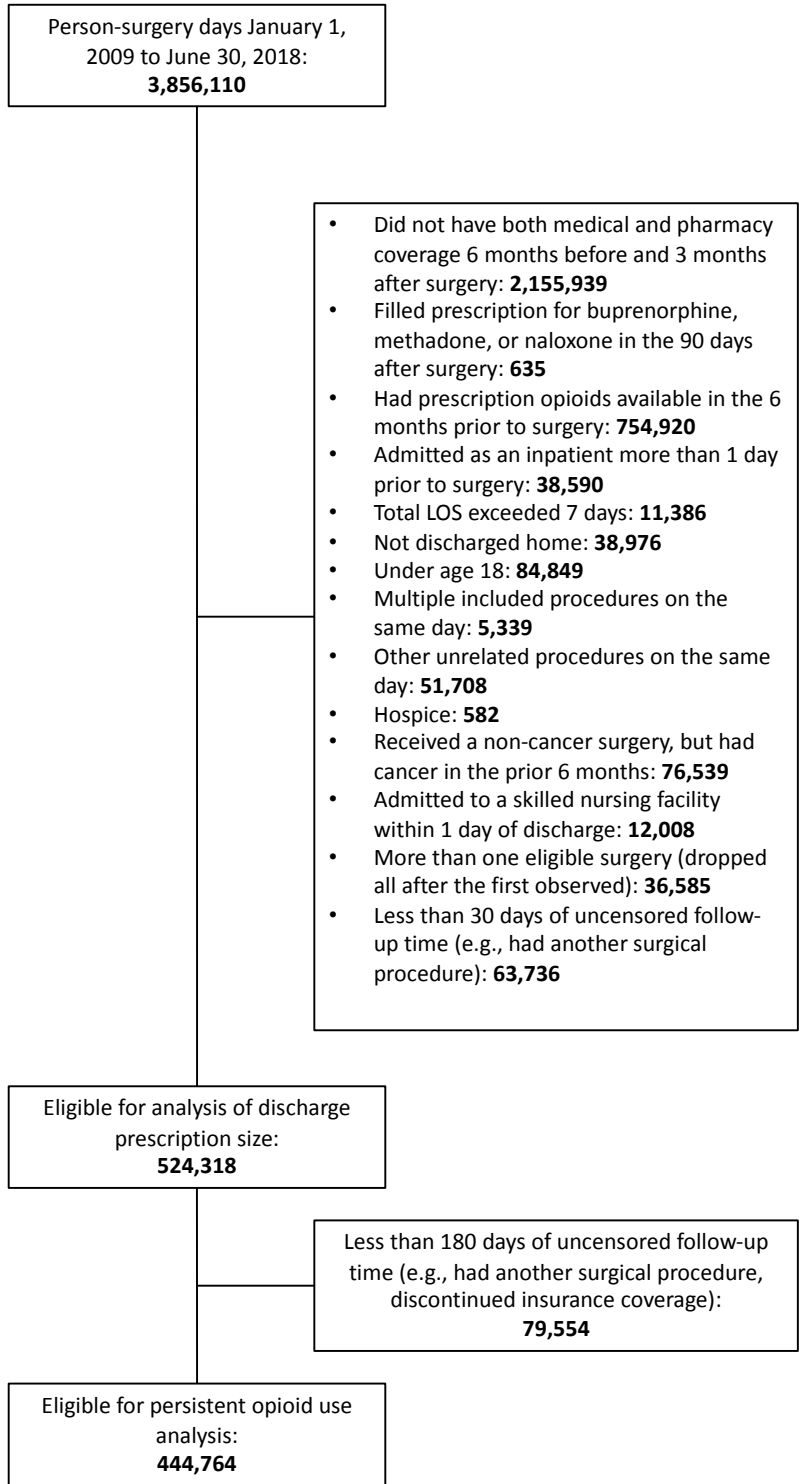 Person-surgery days January 1,
2009 to June 30, 2018:
3,856,110
• Did not have both medical and pharmacy
coverage 6 months before and 3 months
after surgery: 2,155,939
• Filled prescription for buprenorphine,
methadone, or naloxone in the 90 days
after surgery: 635
• Had prescription opioids available in the 6
months prior to surgery: 754,920
• Admitted as an inpatient more than 1 day
prior to surgery: 38,590
• Total LOS exceeded 7 days: 11,386
• Not discharged home: 38,976
• Under age 18: 84,849
• Multiple included procedures on the
same day: 5,339
• Other unrelated procedures on the same
day: 51,708
• Hospice: 582
• Received a non-cancer surgery, but had
cancer in the prior 6 months: 76,539
• Admitted to a skilled nursing facility
within 1 day of discharge: 12,008
• More than one eligible surgery (dropped
all after the first observed): 36,585
• Less than 30 days of uncensored follow-
up time (e.g., had another surgical
procedure): 63,736
Eligible for analysis of discharge
prescription size:
524,318
Less than 180 days of uncensored follow-up
time (e.g., had another surgical procedure,
discontinued insurance coverage):
79,554
Eligible for persistent opioid use
analysis:
444,764